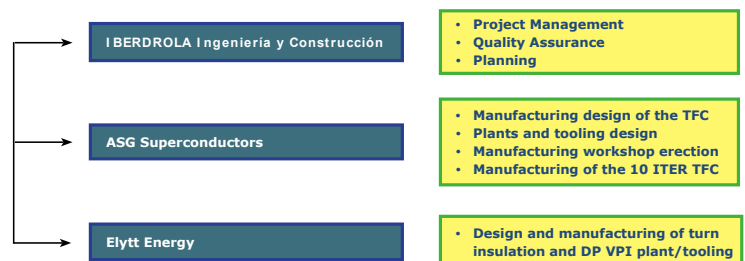 IBERDROLA Ingeniería y Construcción
• Project Management
• Quality Assurance
• Planning
ASG Superconductors
• Manufacturing design of the TFC
• Plants and tooling design
• Manufacturing workshop erection
• Manufacturing of the 10 ITER TFC
Elytt Energy
• Design and manufacturing of turn
insulation and DP VPI plant/tooling